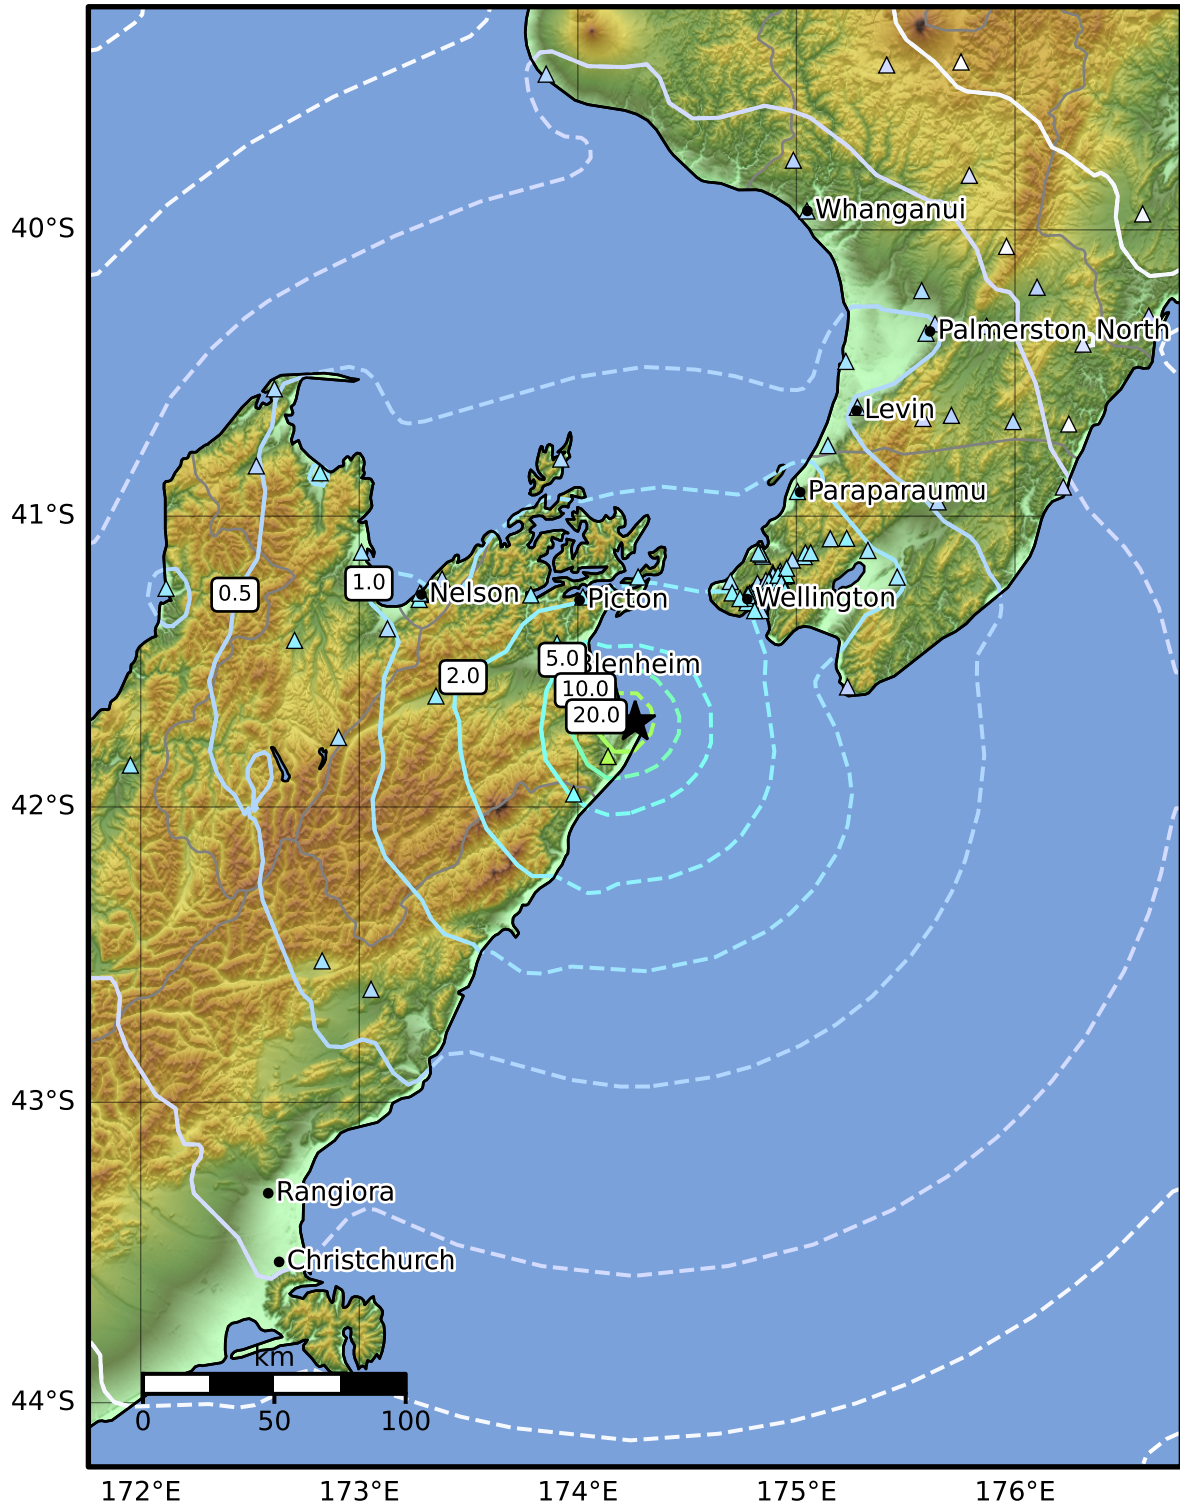 Whanganui
40°S
Palmerston North
Levin
Paraparaumu
41°S
0.5
1.0
Nelson
Picton
Wellington
5.0
Blenheim
2.0
10.0
20.0
42°S
43°S
Rangiora
Christchurch
km
44°S
0
50
100
172°E
173°E
174°E
175°E
176°E